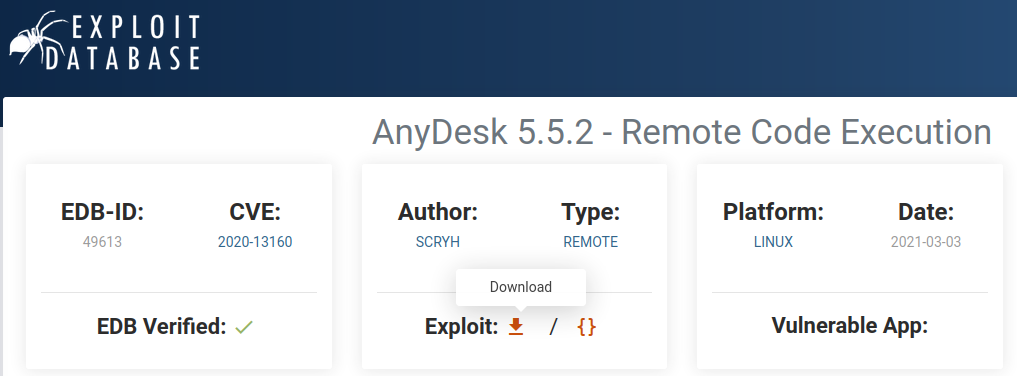 EXPLOIT
DATABASE
AnyDesk 5.5.2 - Remote Code Execution
EDB-ID:
49613
CVE:
2020-13160
EDB Verified:
Author:
SCRYH
Type:
REMOTE
Download
Exploit: / {}
Platform:
LINUX
Date:
2021-03-03
Vulnerable App: